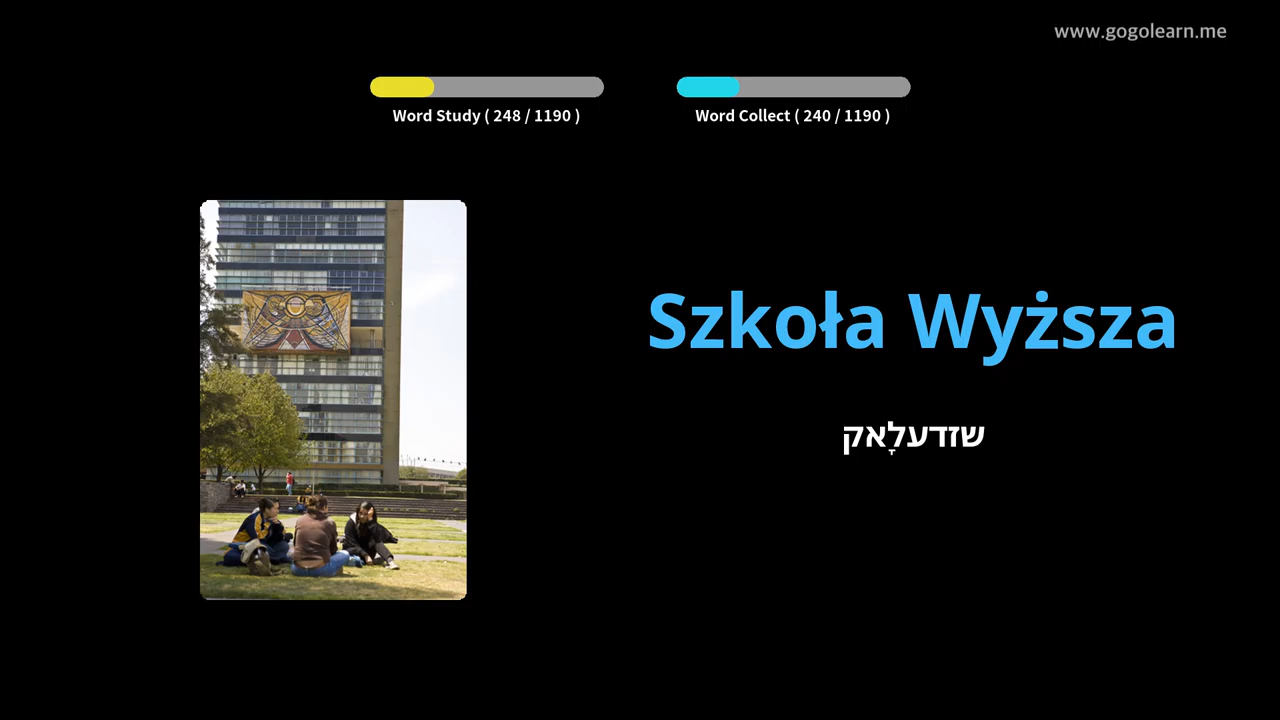 www.gogolearn.me
Word Study ( 248 / 1190 )
Word Collect ( 240 / 1190 )
Szkoła Wyższa
שזדעלָאק